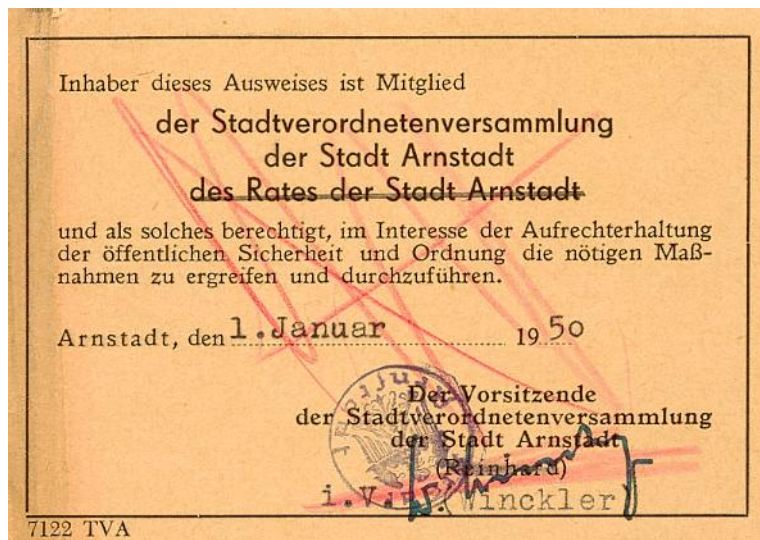 Inhaber dieses Ausweises ist Mitglied
der Stadtverordnetenversammlung
der Stadt Arnstadt
des Rates der Stadt Arnstadt
und als solches berechtigt, im Interesse der Aufrechterhaltung
der öffentlichen Sicherheit und Ordnung die nötigen Maß-
nahmen zu ergreifen und durchzuführen.
Arnstadt, den 1.Januar 1950
Der Vorsitzende
der Stadtverordnetenversammlung
der Stadt Arnstadt
(Reinhard)
i.V. (Winckler)
7122 TVA